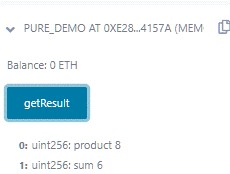 PURE_DEMO AT 0XE28...4157A (MEM
Balance: 0 ETH
getResult
0: uint256: product 8
1: uint256: sum 6